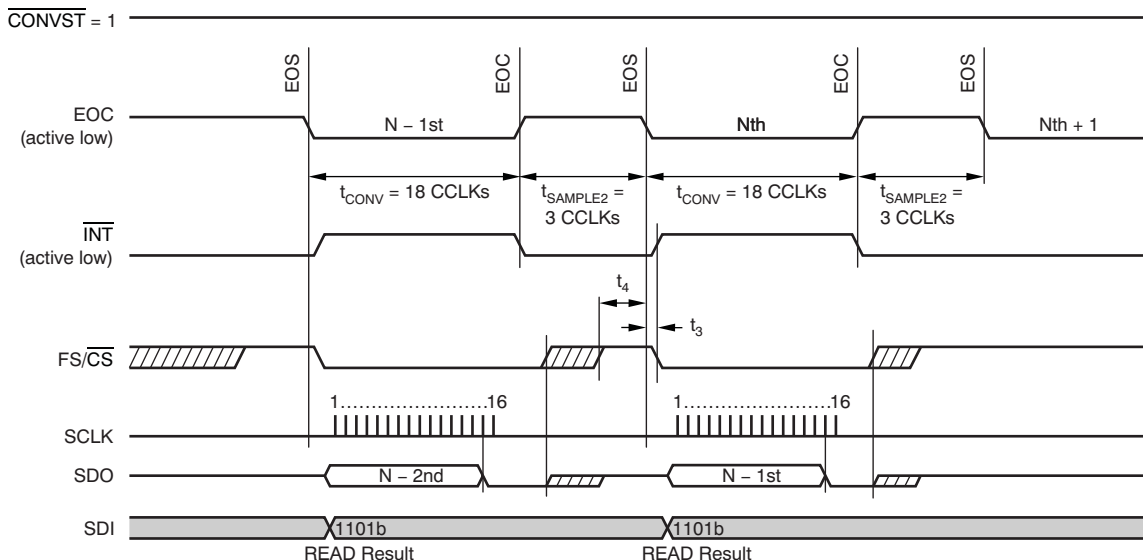 CONVST = 1
EOS
EOC
EOS
EOC
EOS
EOC
(active low)
N − 1st
Nth
Nth + 1
tCONV = 18 CCLKs
tSAMPLE2 =
3 CCLKs
tCONV = 18 CCLKs
tSAMPLE2 =
3 CCLKs
INT
(active low)
t4
t3
FS/CS
1......................16
1......................16
SCLK
SDO
N − 2nd
N − 1st
SDI
1101b
1101b
READ Result
READ Result